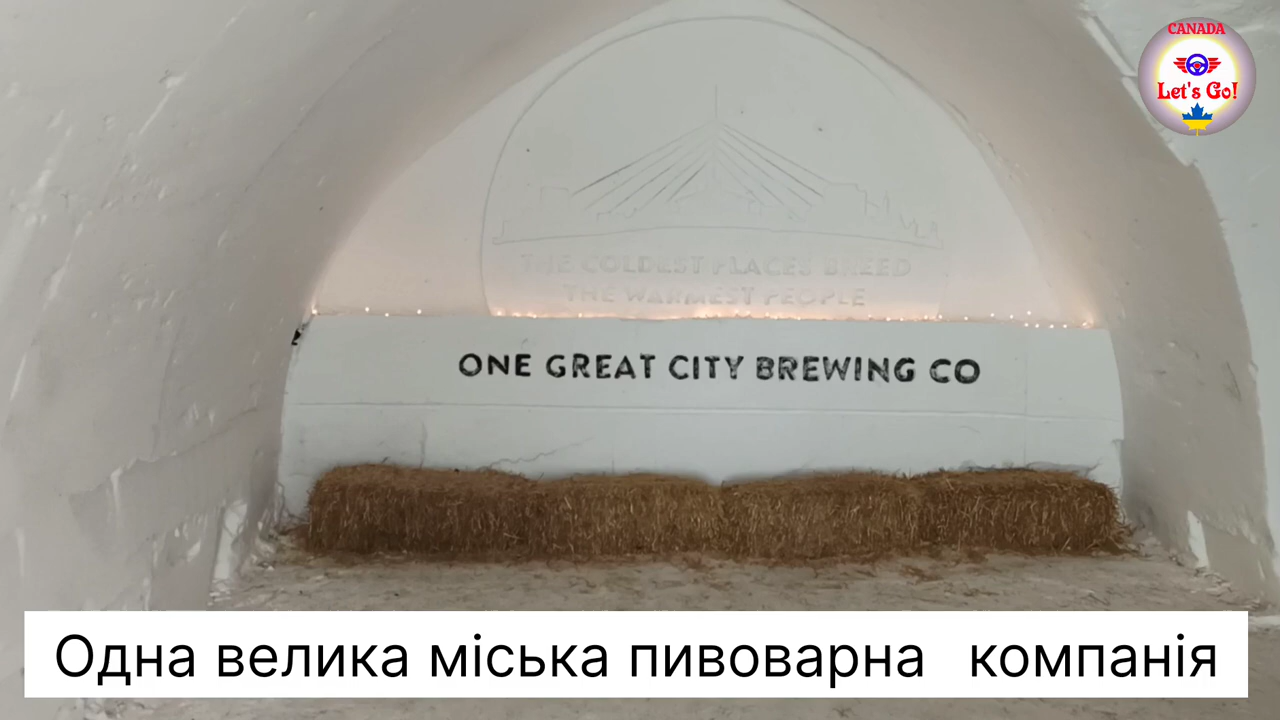 CANADA
Let's Go!
THE COLDEST PLACES BREED
THE WARMEST PEOPLE
ONE GREAT CITY BREWING CO
Одна велика міська пивоварна компанія